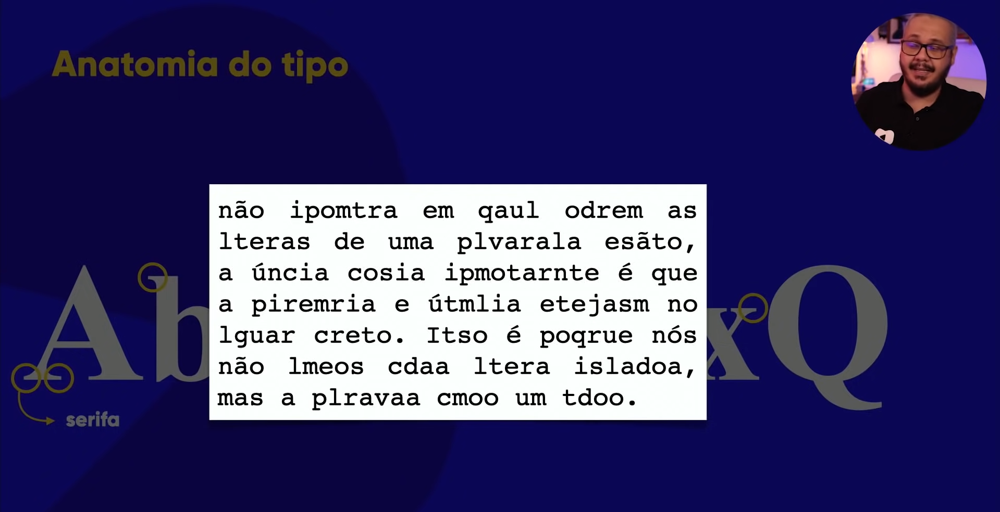 Anatomia do tipo
não ipomtra em qaul odrem as
lteras de uma plvarala esãto,
a úncia cosia ipmotarnte é que
a piremria e útmlia etejasm no
lguar creto. Itso é poqrue nós
não lmeos cdaa ltera isladoa,
mas a plravaa cmoo um tdoo.
Ab xQ
serifa